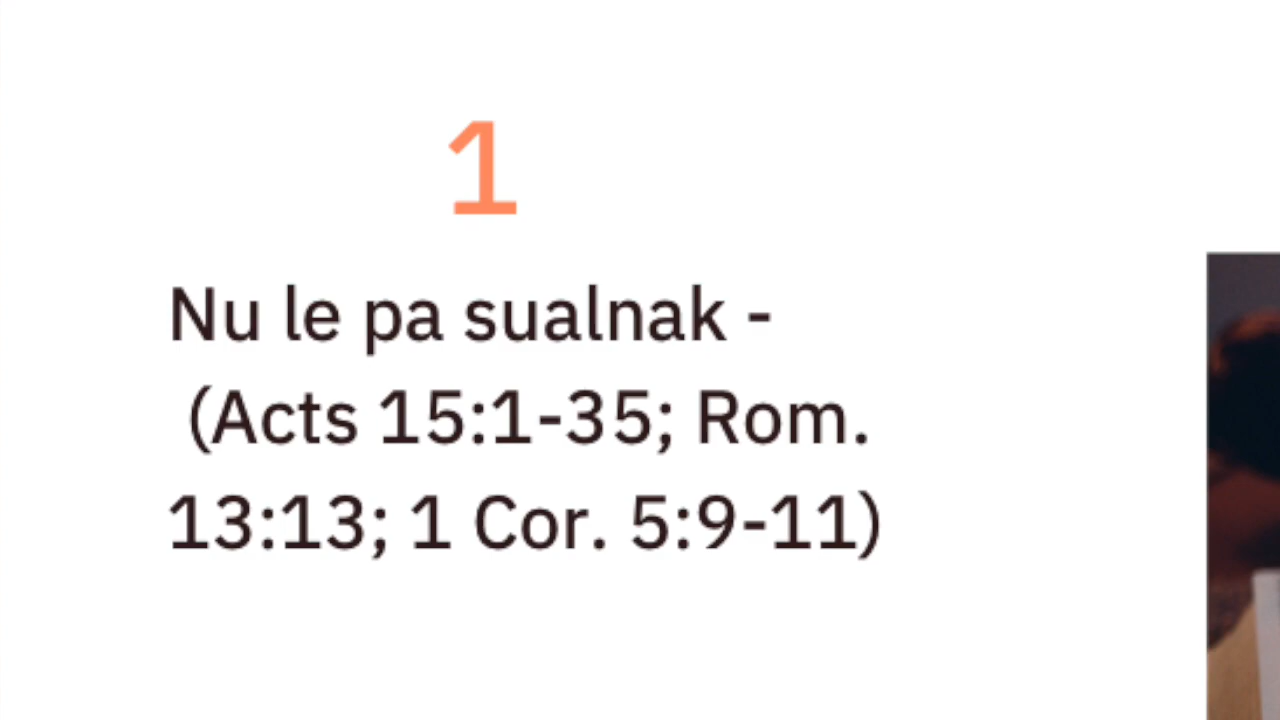 1
Nu le pa sualnak -
(Acts 15:1-35; Rom.
13:13; 1 Cor. 5:9-11)